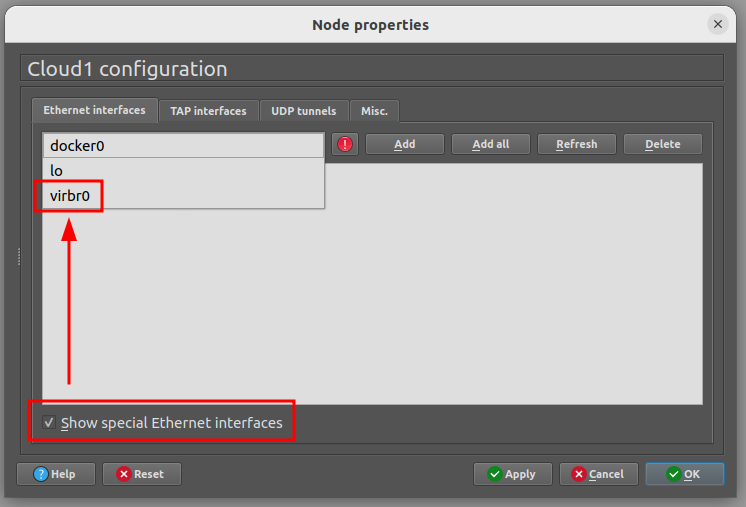 Node properties
Cloud1 configuration
Ethernet interfaces TAP interfaces UDP tunnels Misc.
docker0 Add Add all Refresh Delete
lo
virbr0
Show special Ethernet interfaces
Help Reset Apply Cancel OK